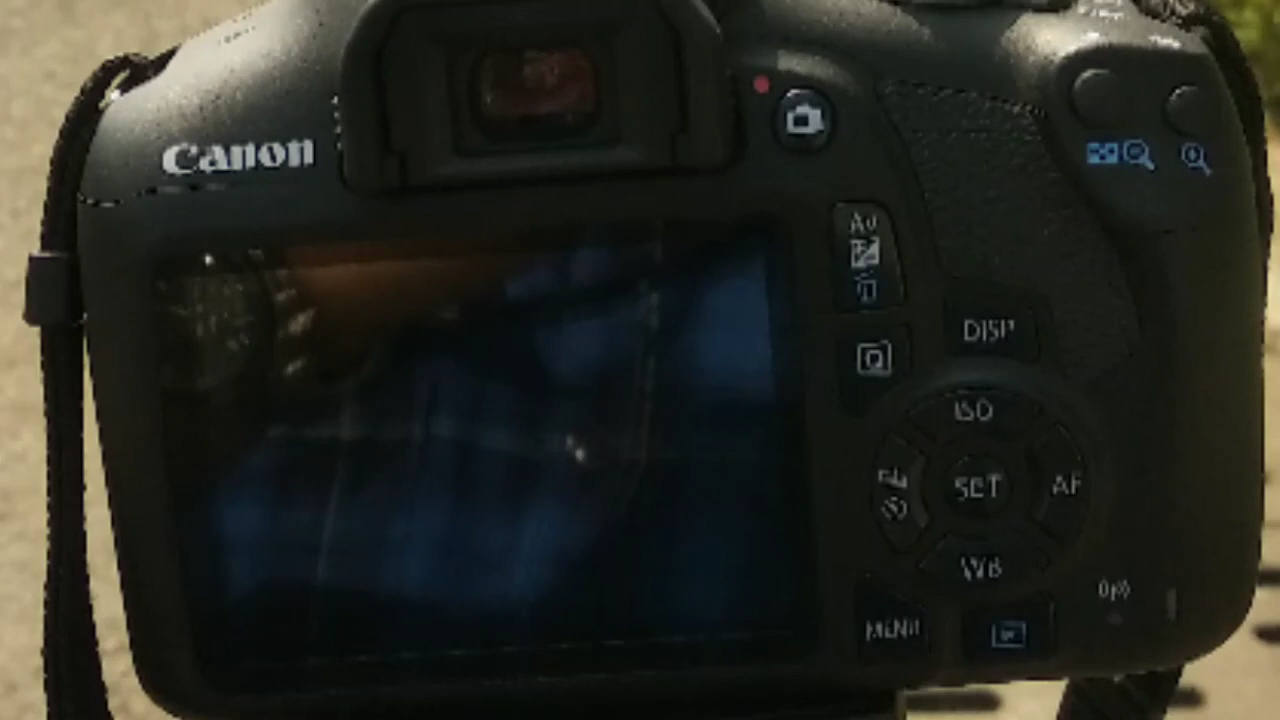 Canon
Av
Q
DISP
ISO
SET
AF
WB
MENU